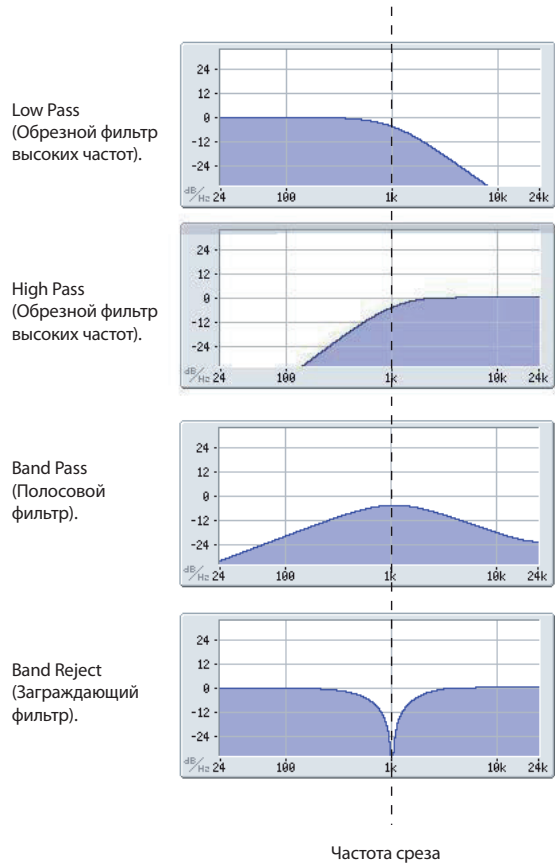 Low Pass
(Обрезной фильтр
высоких частот).
24
12
0
-12
-24
dB/Hz 24 100 1k 10k 24k
High Pass
(Обрезной фильтр
высоких частот).
24
12
0
-12
-24
dB/Hz 24 100 1k 10k 24k
Band Pass
(Полосовой
фильтр).
24
12
0
-12
-24
dB/Hz 24 100 1k 10k 24k
Band Reject
(Заграждающий
фильтр).
24
12
0
-12
-24
dB/Hz 24 100 1k 10k 24k
Частота среза